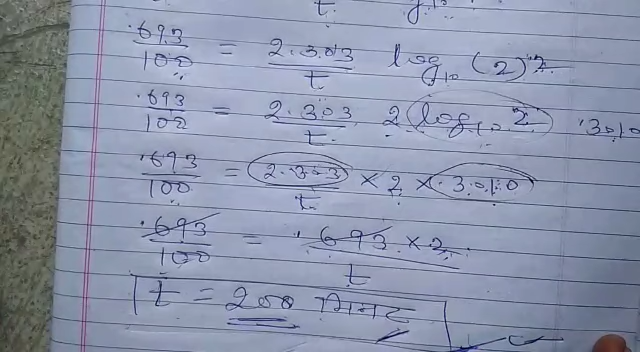 .693/100 = 2.303/t log₁₀ (2)²
.693/100 = 2.303/t 2 log₁₀ 2 .3010
.693/100 = 2.303/t × 2 × .3010
.693/100 = .693 × 2/t
t = 200 मिनट